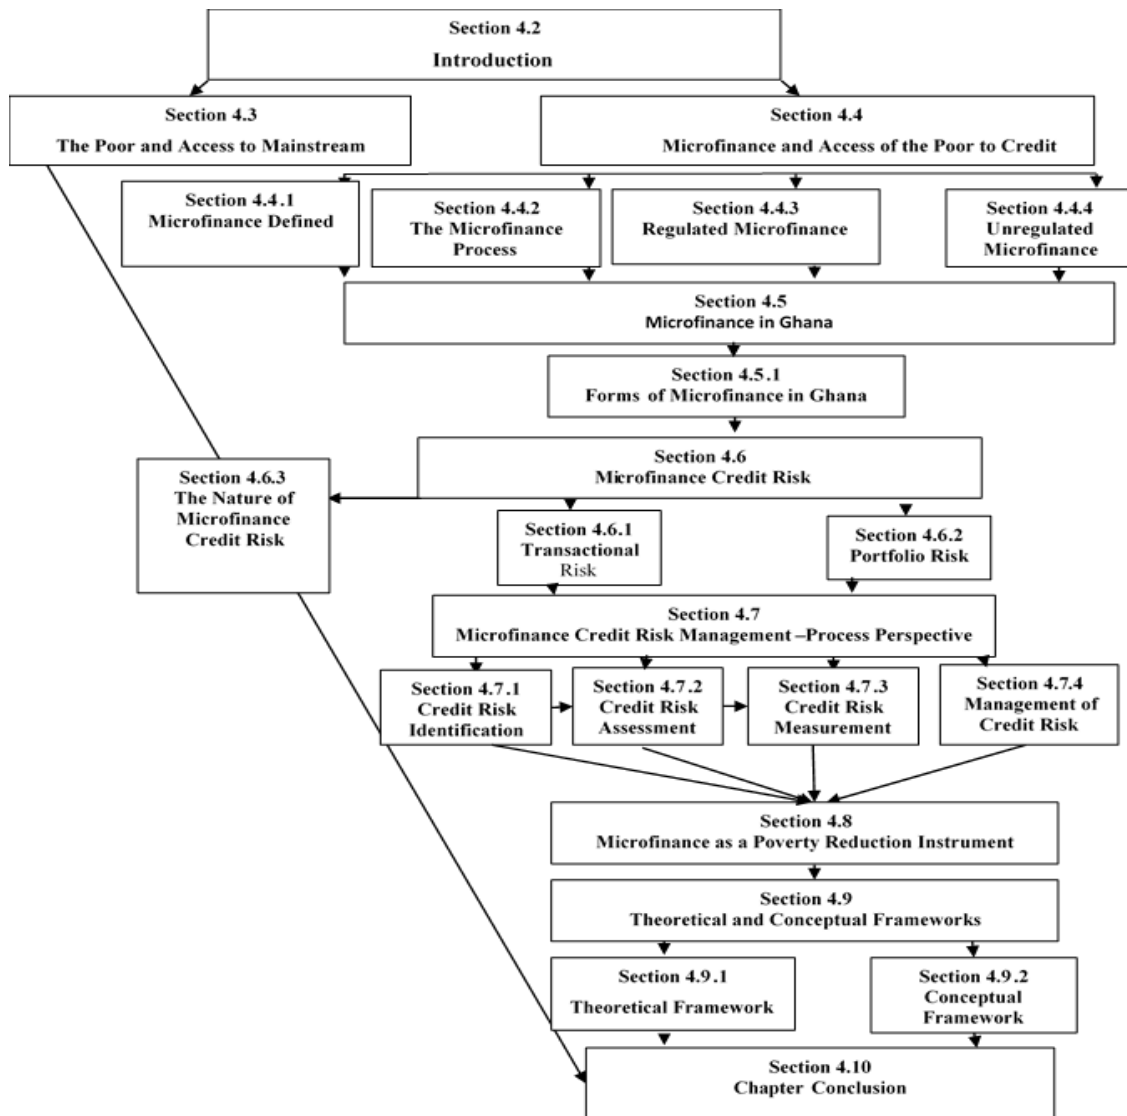 Section 4.2
Introduction
Section 4.3
The Poor and Access to Mainstream
Section 4.4
Microfinance and Access of the Poor to Credit
Section 4.4.1
Microfinance Defined
Section 4.4.2
The Microfinance
Process
Section 4.4.3
Regulated Microfinance
Section 4.4.4
Unregulated
Microfinance
Section 4.5
Microfinance in Ghana
Section 4.5.1
Forms of Microfinance in Ghana
Section 4.6
Microfinance Credit Risk
Section 4.6.3
The Nature of
Microfinance
Credit Risk
Section 4.6.1
Transactional
Risk
Section 4.6.2
Portfolio Risk
Section 4.7
Microfinance Credit Risk Management –Process Perspective
Section 4.7.1
Credit Risk
Identification
Section 4.7.2
Credit Risk
Assessment
Section 4.7.3
Credit Risk
Measurement
Section 4.7.4
Management of
Credit Risk
Section 4.8
Microfinance as a Poverty Reduction Instrument
Section 4.9
Theoretical and Conceptual Frameworks
Section 4.9.1
Theoretical Framework
Section 4.9.2
Conceptual
Framework
Section 4.10
Chapter Conclusion